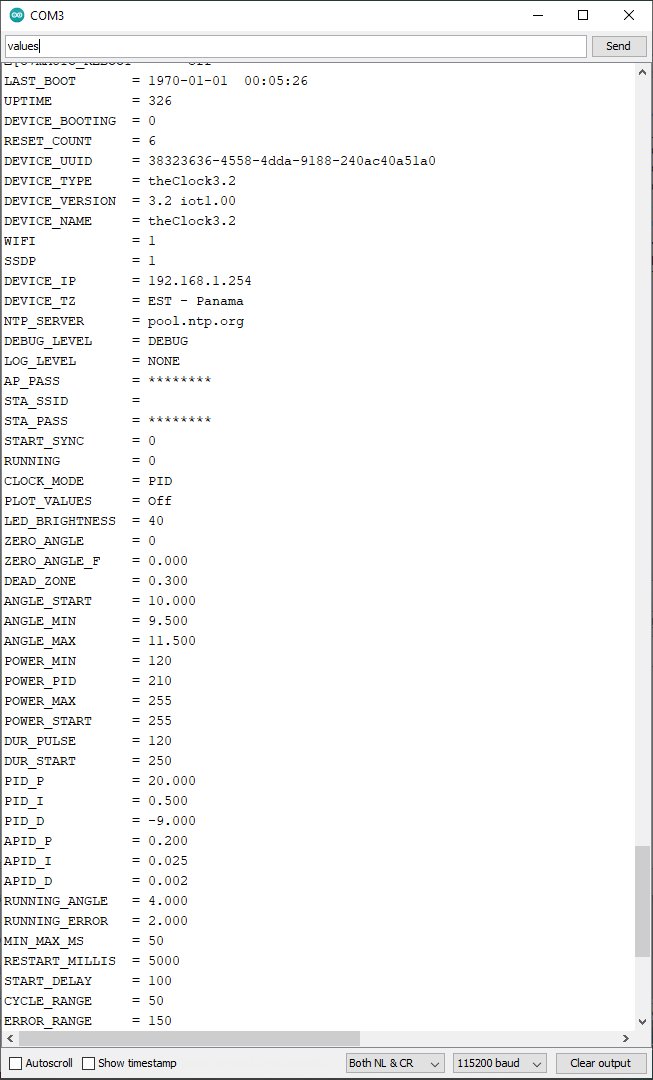 COM3
values
Send
LAST_BOOT = 1970-01-01 00:05:26
UPTIME = 326
DEVICE_BOOTING = 0
RESET_COUNT = 6
DEVICE_UUID = 38323636-4558-4dda-9188-240ac40a51a0
DEVICE_TYPE = theClock3.2
DEVICE_VERSION = 3.2 iot1.00
DEVICE_NAME = theClock3.2
WIFI = 1
SSDP = 1
DEVICE_IP = 192.168.1.254
DEVICE_TZ = EST - Panama
NTP_SERVER = pool.ntp.org
DEBUG_LEVEL = DEBUG
LOG_LEVEL = NONE
AP_PASS = ********
STA_SSID =
STA_PASS = ********
START_SYNC = 0
RUNNING = 0
CLOCK_MODE = PID
PLOT_VALUES = Off
LED_BRIGHTNESS = 40
ZERO_ANGLE = 0
ZERO_ANGLE_F = 0.000
DEAD_ZONE = 0.300
ANGLE_START = 10.000
ANGLE_MIN = 9.500
ANGLE_MAX = 11.500
POWER_MIN = 120
POWER_PID = 210
POWER_MAX = 255
POWER_START = 255
DUR_PULSE = 120
DUR_START = 250
PID_P = 20.000
PID_I = 0.500
PID_D = -9.000
APID_P = 0.200
APID_I = 0.025
APID_D = 0.002
RUNNING_ANGLE = 4.000
RUNNING_ERROR = 2.000
MIN_MAX_MS = 50
RESTART_MILLIS = 5000
START_DELAY = 100
CYCLE_RANGE = 50
ERROR_RANGE = 150
Autoscroll Show timestamp Both NL & CR 115200 baud Clear output